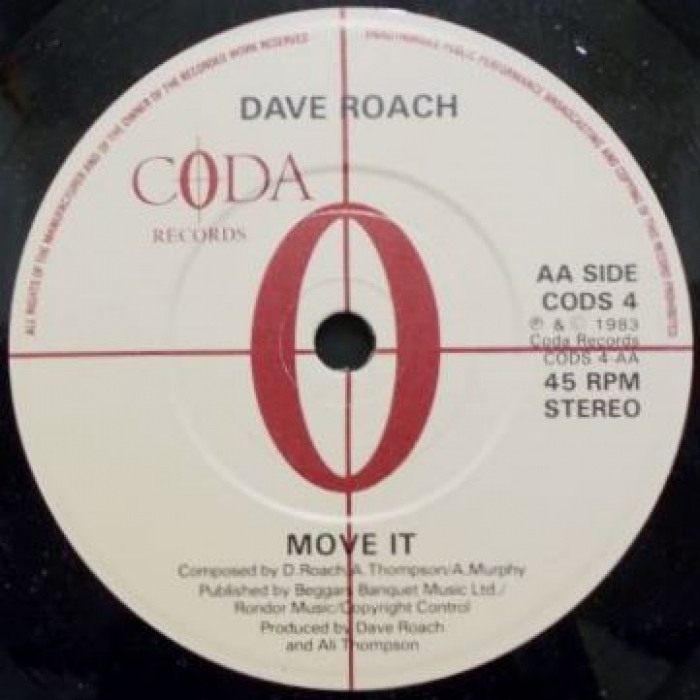 ALL RIGHTS OF THE MANUFACTURER AND OF THE OWNER OF THE RECORDED WORK RESERVED
UNAUTHORISED PUBLIC PERFORMANCE BROADCASTING AND COPYING OF THIS RECORD PROHIBITED
DAVE ROACH
CODA
RECORDS
AA SIDE
CODS 4
℗ & © 1983
Coda Records
CODS 4-AA
45 RPM
STEREO
MOVE IT
Composed by D.Roach/A.Thompson/A.Murphy
Published by Beggars Banquet Music Ltd./
Rondor Music/Copyright Control
Produced by Dave Roach
and Ali Thompson